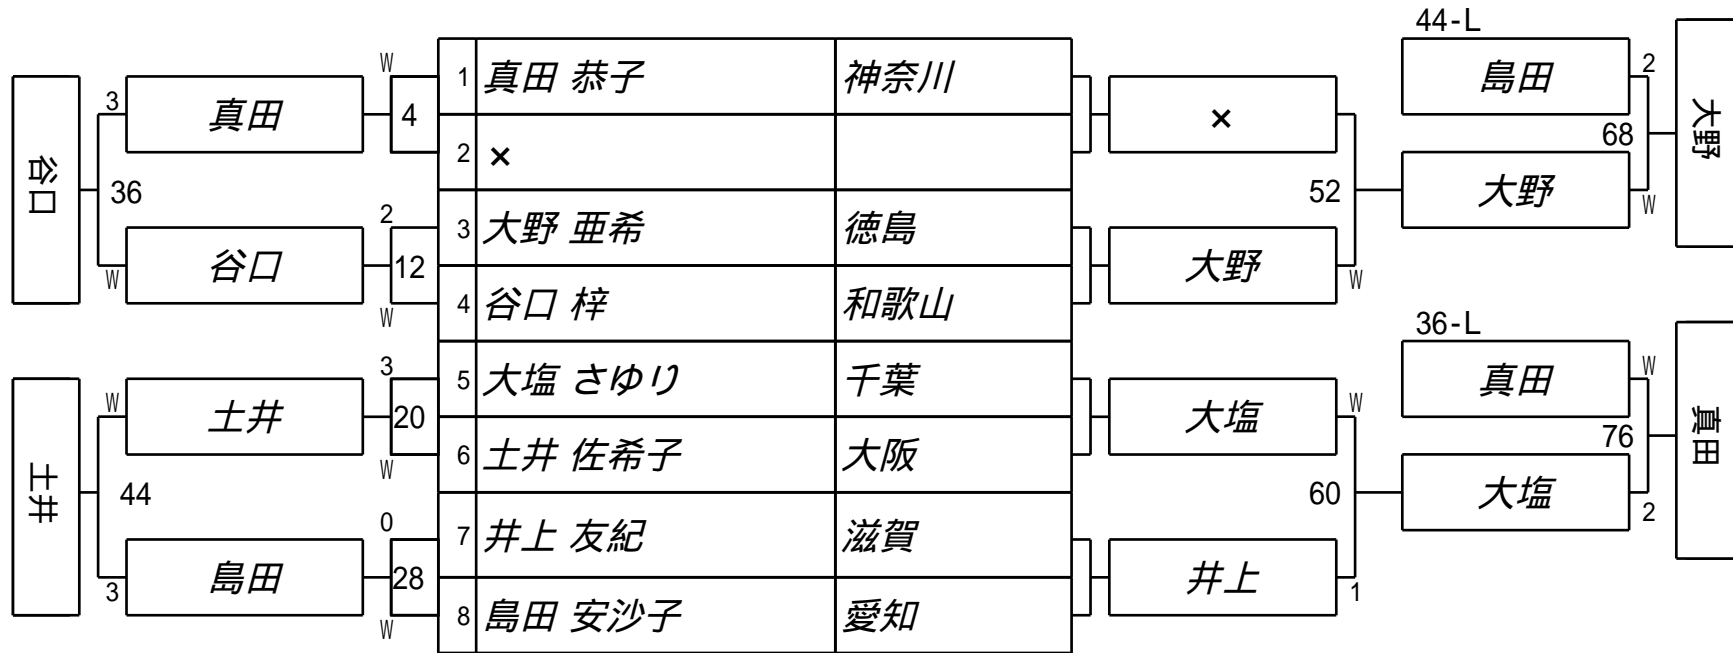 44-L
W
1 真田 恭子 神奈川
島田
2
3
真田
4
×
大野
2 ×
68
谷口
36
52
大野
W
2
3 大野 亜希 徳島
谷口
12
大野
W
W
4 谷口 梓 和歌山
W
36-L
3
5 大塩 さゆり 千葉
真田
W
W
土井
20
大塩
W
真田
6 土井 佐希子 大阪
76
W
土井
44
60
大塩
2
0
7 井上 友紀 滋賀
島田
28
井上
3
1
8 島田 安沙子 愛知
W